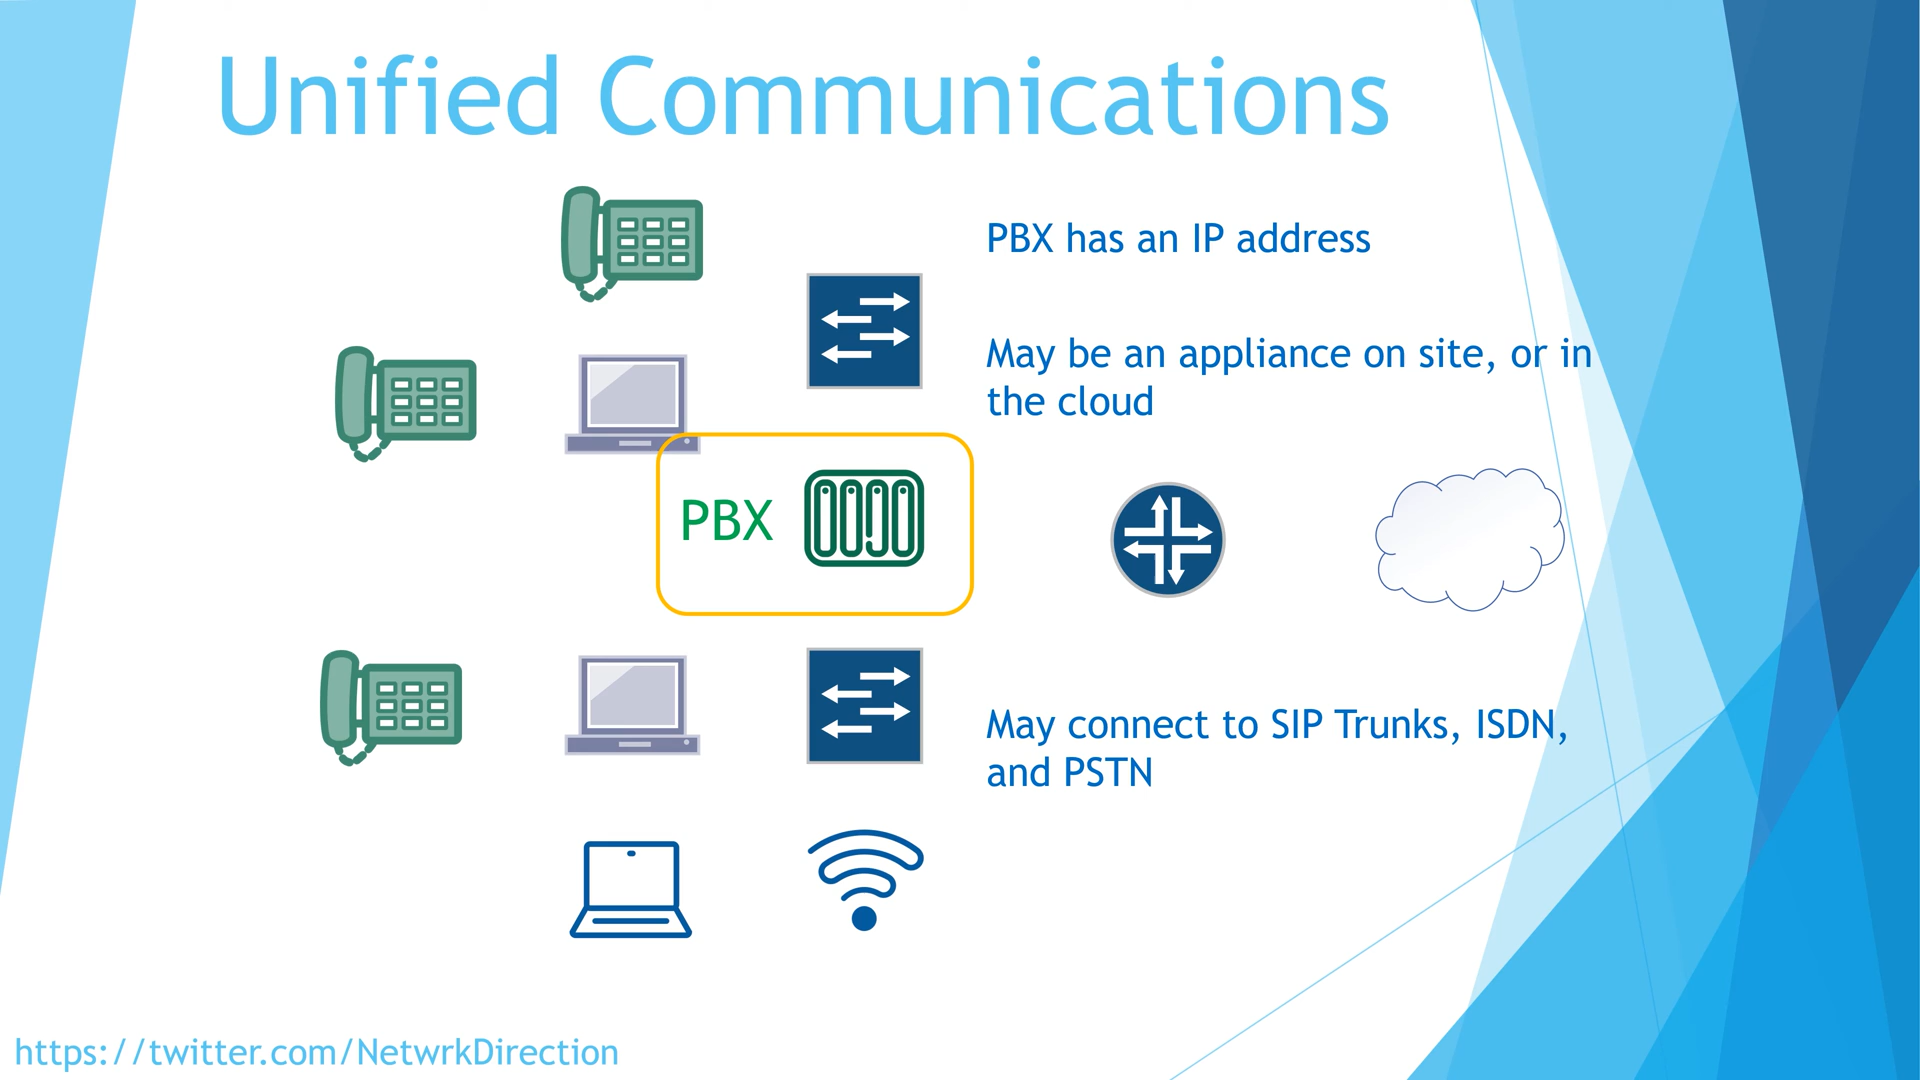 Unified Communications
PBX has an IP address
May be an appliance on site, or in
the cloud
PBX
May connect to SIP Trunks, ISDN,
and PSTN
https://twitter.com/NetwrkDirection